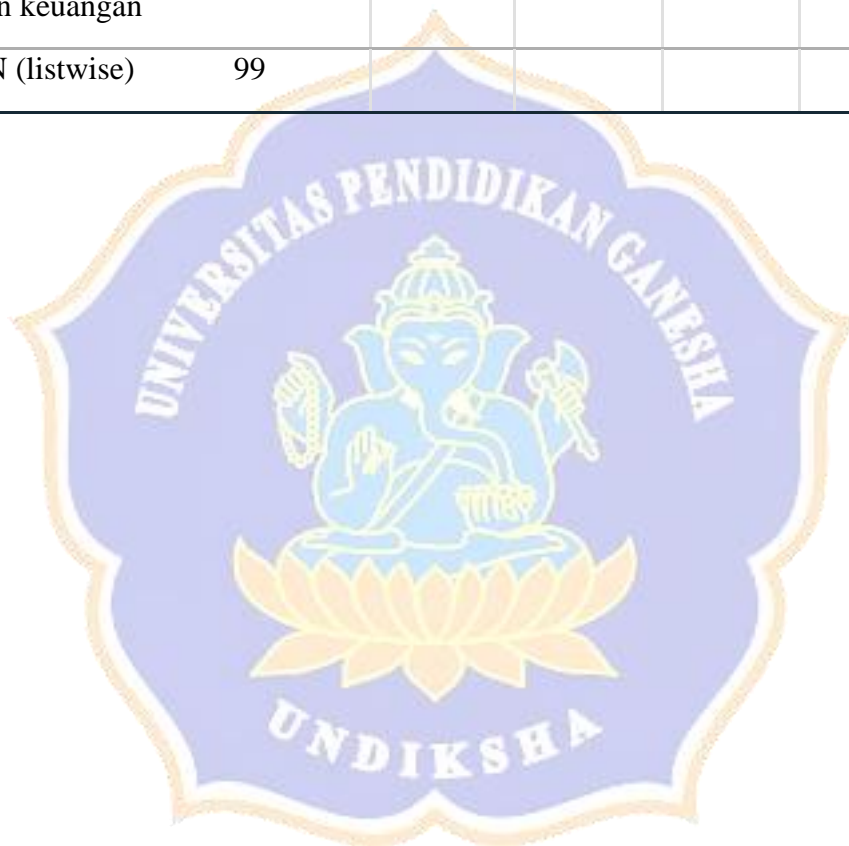 n keuangan
N (listwise) 99
UNIVERSITAS PENDIDIKAN GANESHA
UNDIKSHA